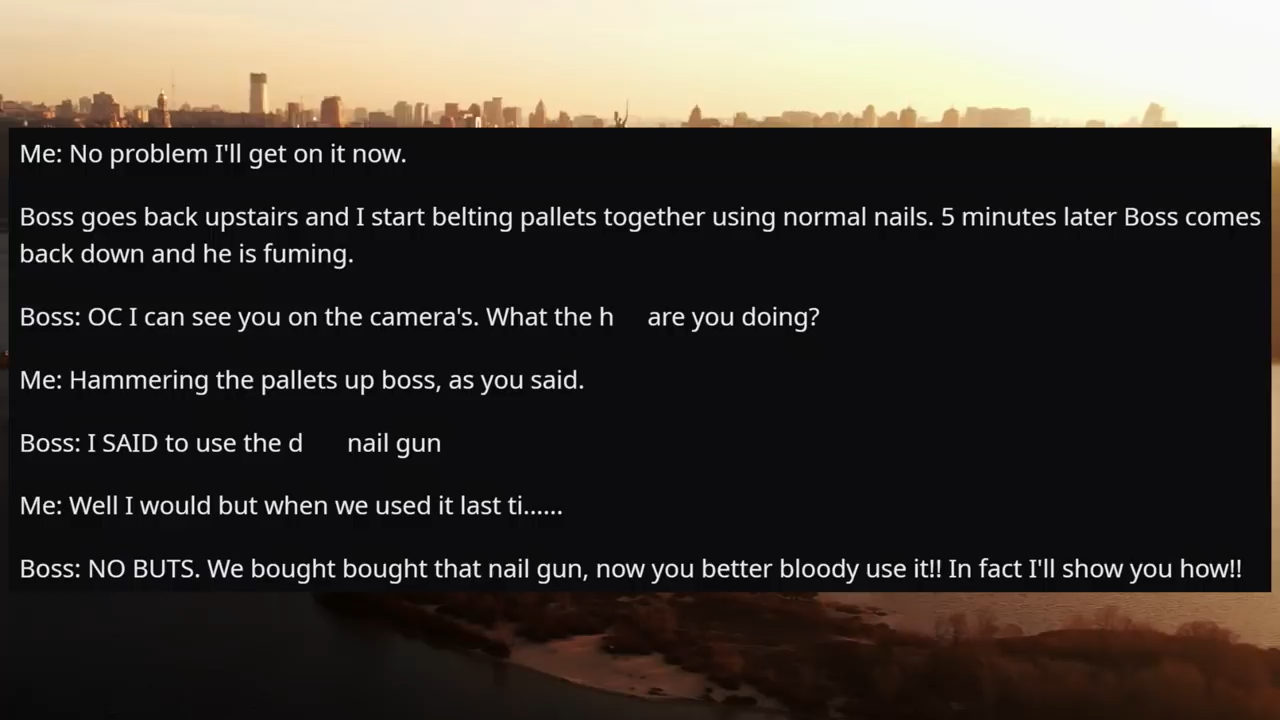 Me: No problem I'll get on it now.
Boss goes back upstairs and I start belting pallets together using normal nails. 5 minutes later Boss comes
back down and he is fuming.
Boss: OC I can see you on the camera's. What the h are you doing?
Me: Hammering the pallets up boss, as you said.
Boss: I SAID to use the d nail gun
Me: Well I would but when we used it last ti......
Boss: NO BUTS. We bought bought that nail gun, now you better bloody use it!! In fact I'll show you how!!